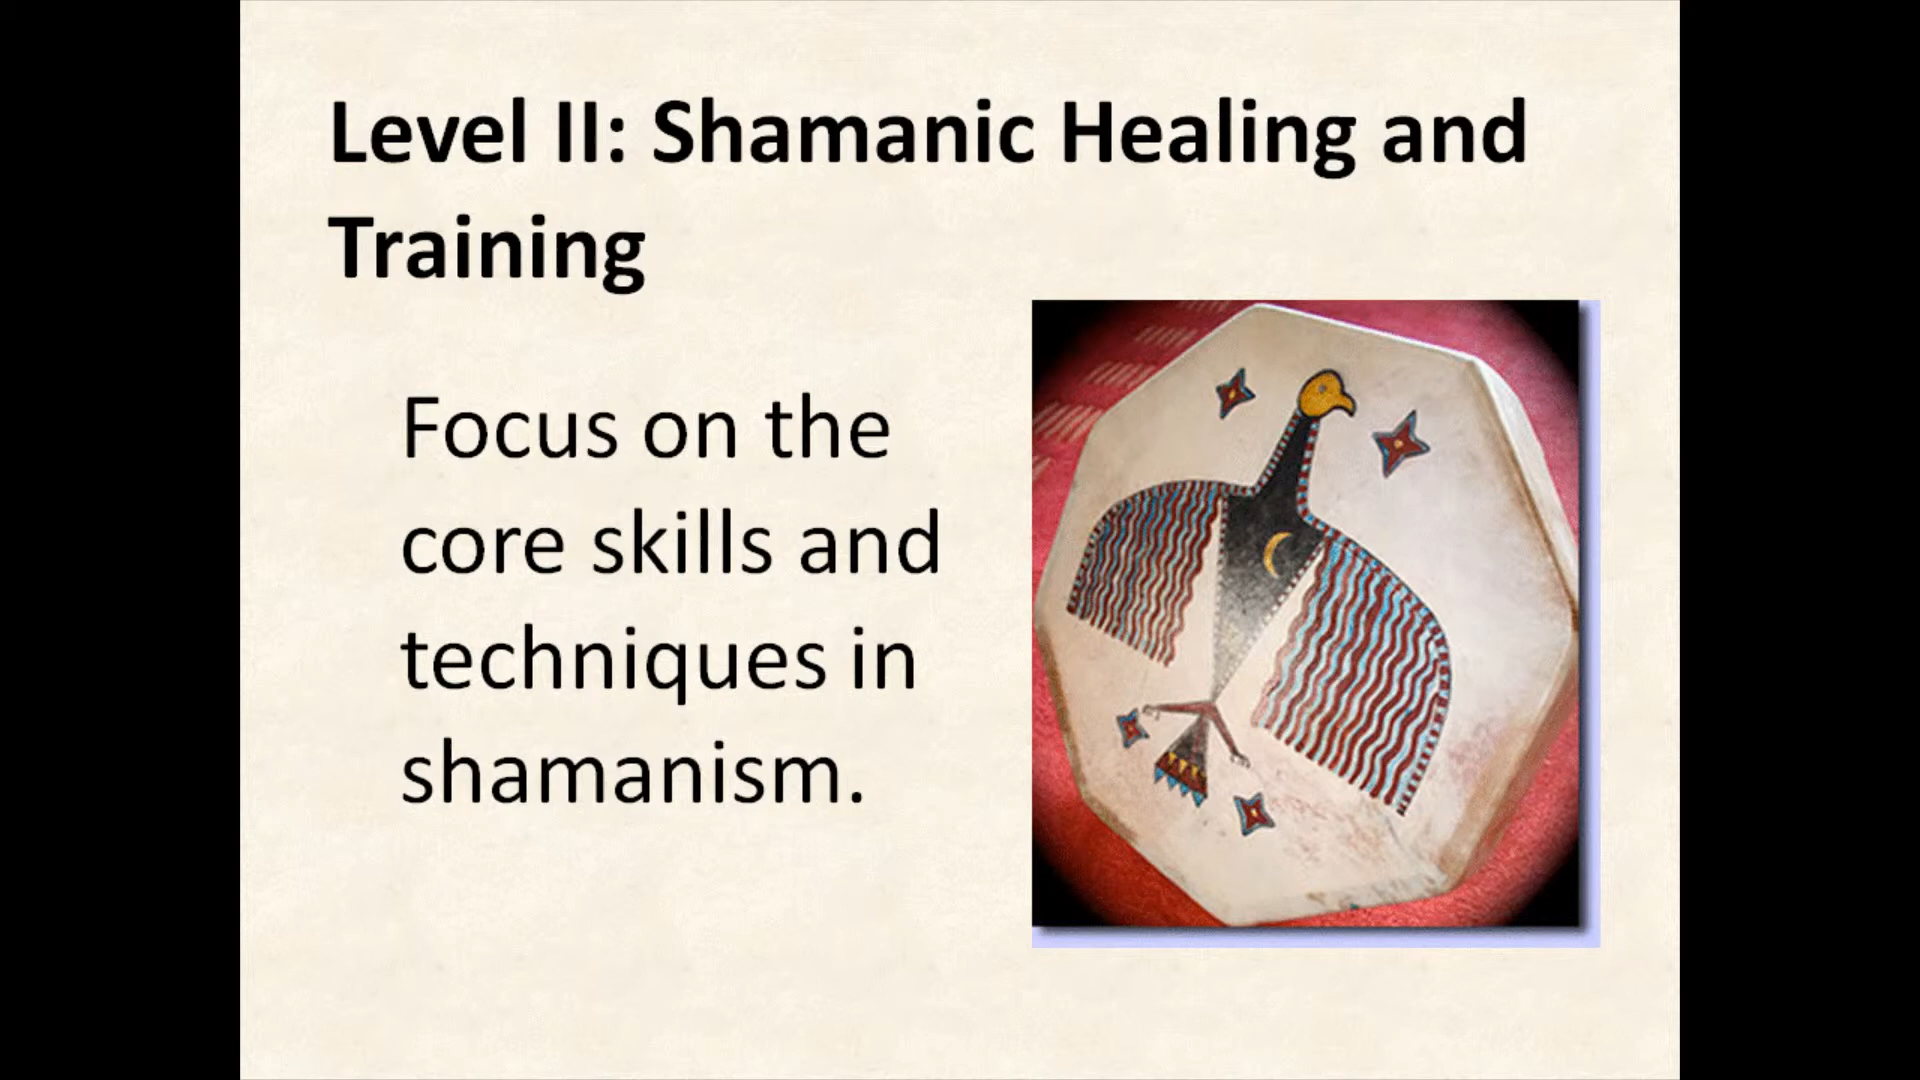 Level II: Shamanic Healing and
Training
Focus on the
core skills and
techniques in
shamanism.